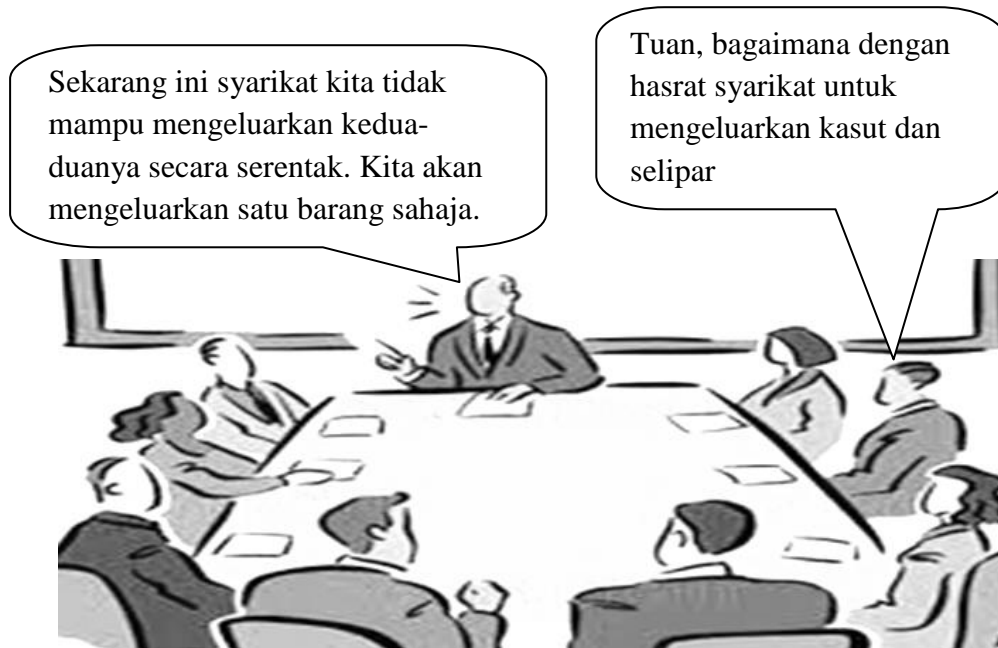 Sekarang ini syarikat kita tidak
mampu mengeluarkan kedua-
duanya secara serentak. Kita akan
mengeluarkan satu barang sahaja.
Tuan, bagaimana dengan
hasrat syarikat untuk
mengeluarkan kasut dan
selipar